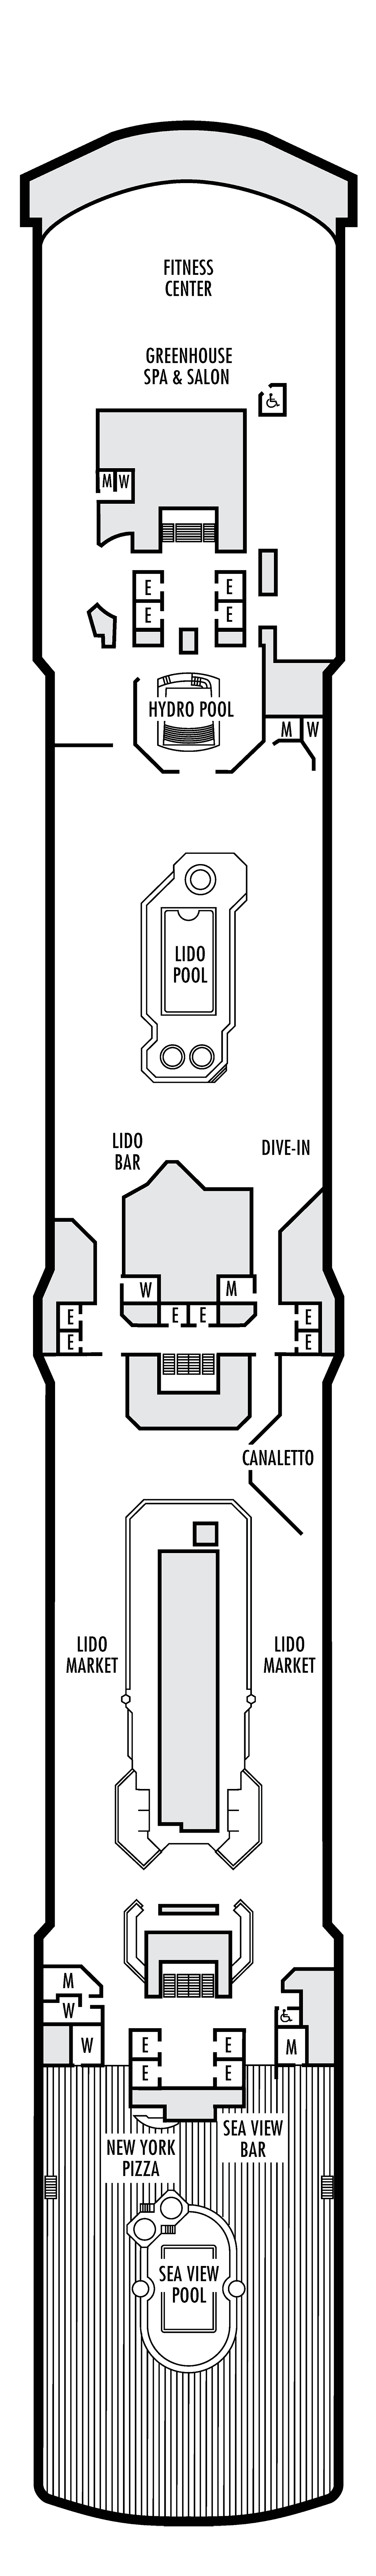 FITNESS
CENTER
GREENHOUSE
SPA & SALON
M W
E E
E E
HYDRO POOL
M W
LIDO
POOL
LIDO
BAR
DIVE-IN
W M
E E E E
E E
CANALETTO
LIDO
MARKET
LIDO
MARKET
M
W
W
M
E E
E E
SEA VIEW
BAR
NEW YORK
PIZZA
SEA VIEW
POOL